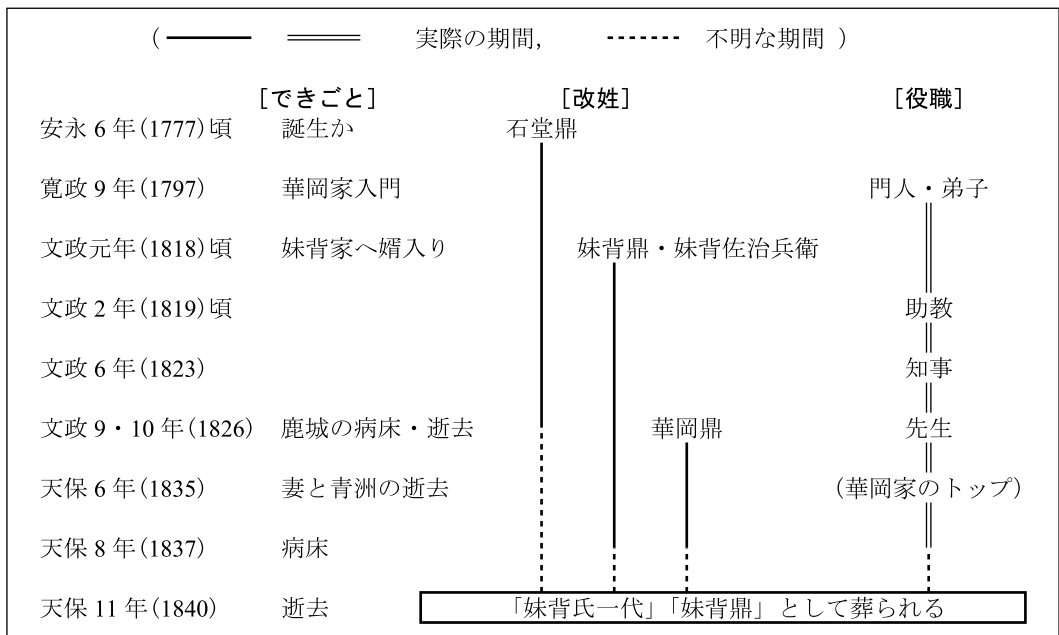 ( 実際の期間, 不明な期間 )
[できごと] [改姓] [役職]
安永 6 年(1777)頃 誕生か 石堂鼎
寛政 9 年(1797) 華岡家入門 門人・弟子
文政元年(1818)頃 妹背家へ婿入り 妹背鼎・妹背佐治兵衛
文政 2 年(1819)頃 助教
文政 6 年(1823) 知事
文政 9・10 年(1826) 鹿城の病床・逝去 華岡鼎 先生
天保 6 年(1835) 妻と青洲の逝去 (華岡家のトップ)
天保 8 年(1837) 病床
天保 11 年(1840) 逝去 「妹背氏一代」「妹背鼎」として葬られる